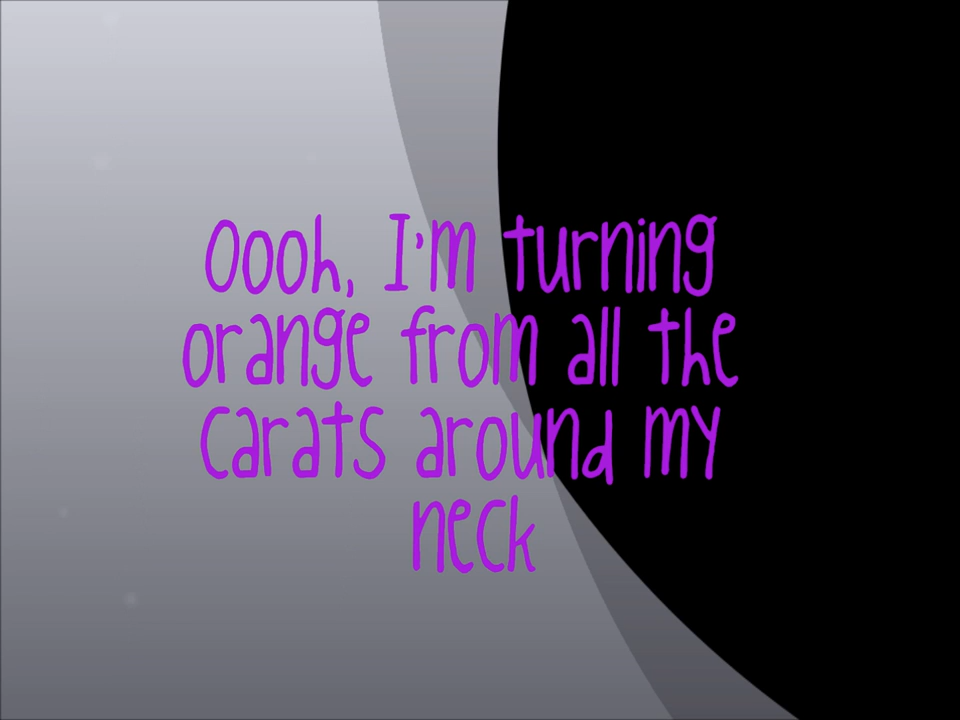 Oooh, I'm turning
orange from all the
carats around my
neck